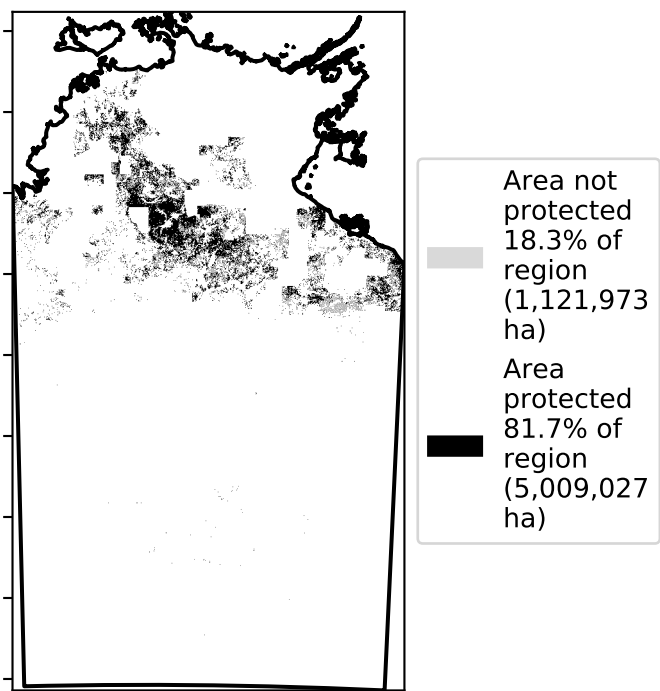 Area not
protected
18.3% of
region
(1,121,973
ha)
Area
protected
81.7% of
region
(5,009,027
ha)